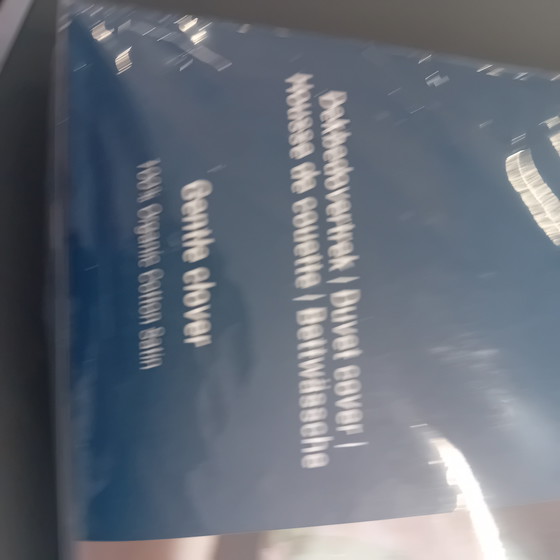 Dekbedovertrek / Duvet cover /
Housse de couette / Bettwäsche
Gentle clover
100% Organic Cotton Satin